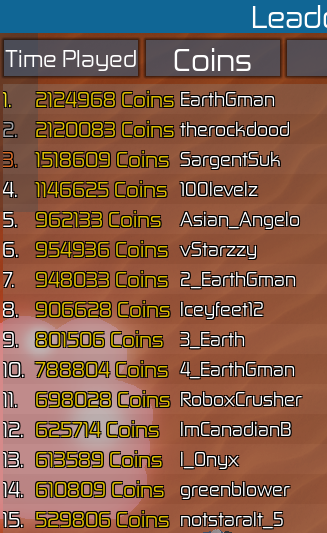 Time Played Coins
1. 2124968 Coins EarthGman
2. 2120083 Coins therockdood
3. 1518609 Coins SargentSuk
4. 1146625 Coins 100levelz
5. 962133 Coins Asian_Angelo
6. 954936 Coins vStarzzy
7. 948033 Coins 2_EarthGman
8. 906628 Coins Iceyfeet12
9. 801506 Coins 3_Earth
10. 788804 Coins 4_EarthGman
11. 698028 Coins RoboxCrusher
12. 625714 Coins ImCanadianB
13. 613589 Coins I_Onyx
14. 610809 Coins greenblower
15. 529806 Coins notstaralt_5